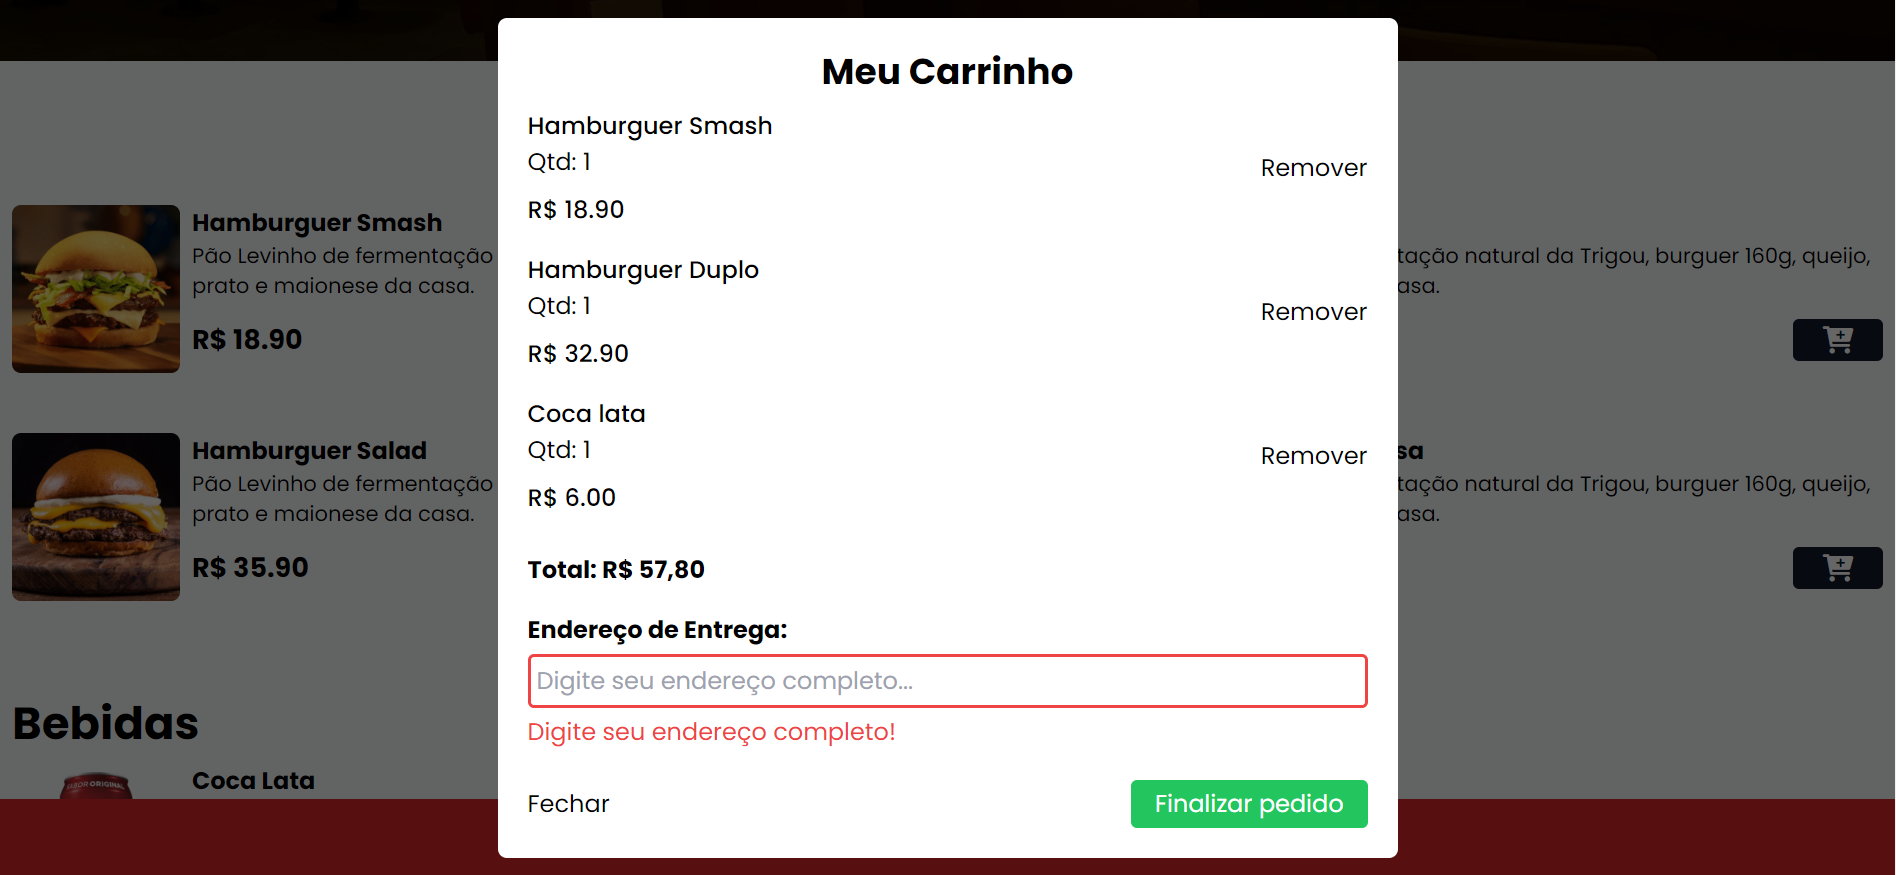 Meu Carrinho
Hamburguer Smash
Qtd: 1
Remover
R$ 18.90
Hamburguer Duplo
Qtd: 1
Remover
R$ 32.90
Coca lata
Qtd: 1
Remover
R$ 6.00
Total: R$ 57,80
Endereço de Entrega:
Digite seu endereço completo...
Digite seu endereço completo!
Fechar
Finalizar pedido
Hamburguer Smash
Pão Levinho de fermentação
prato e maionese da casa.
R$ 18.90
tação natural da Trigou, burguer 160g, queijo,
asa.
Hamburguer Salad
Pão Levinho de fermentação
prato e maionese da casa.
R$ 35.90
sa
tação natural da Trigou, burguer 160g, queijo,
asa.
Bebidas
SABOR ORIGINAL
Coca Lata